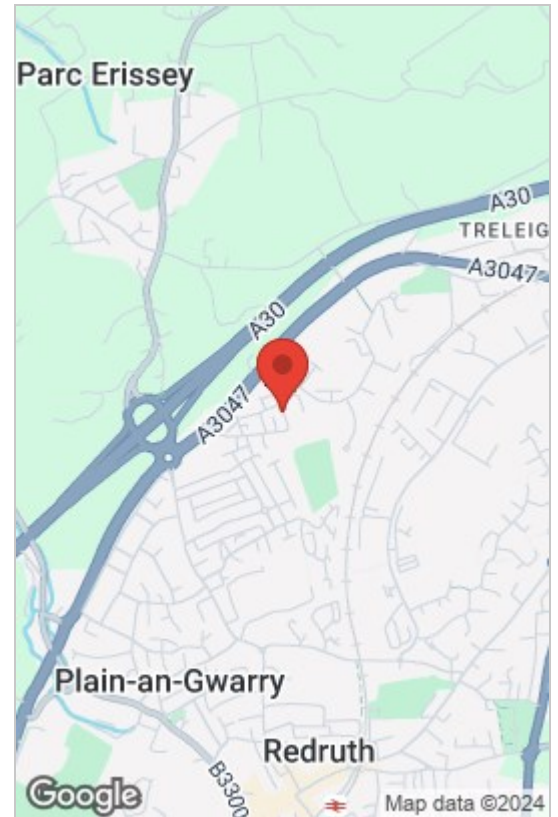 Parc Erissey
A30
TRELEIG
A3047
A30
A3047
Plain-an-Gwarry
Redruth
B3300
Google
Map data ©2024